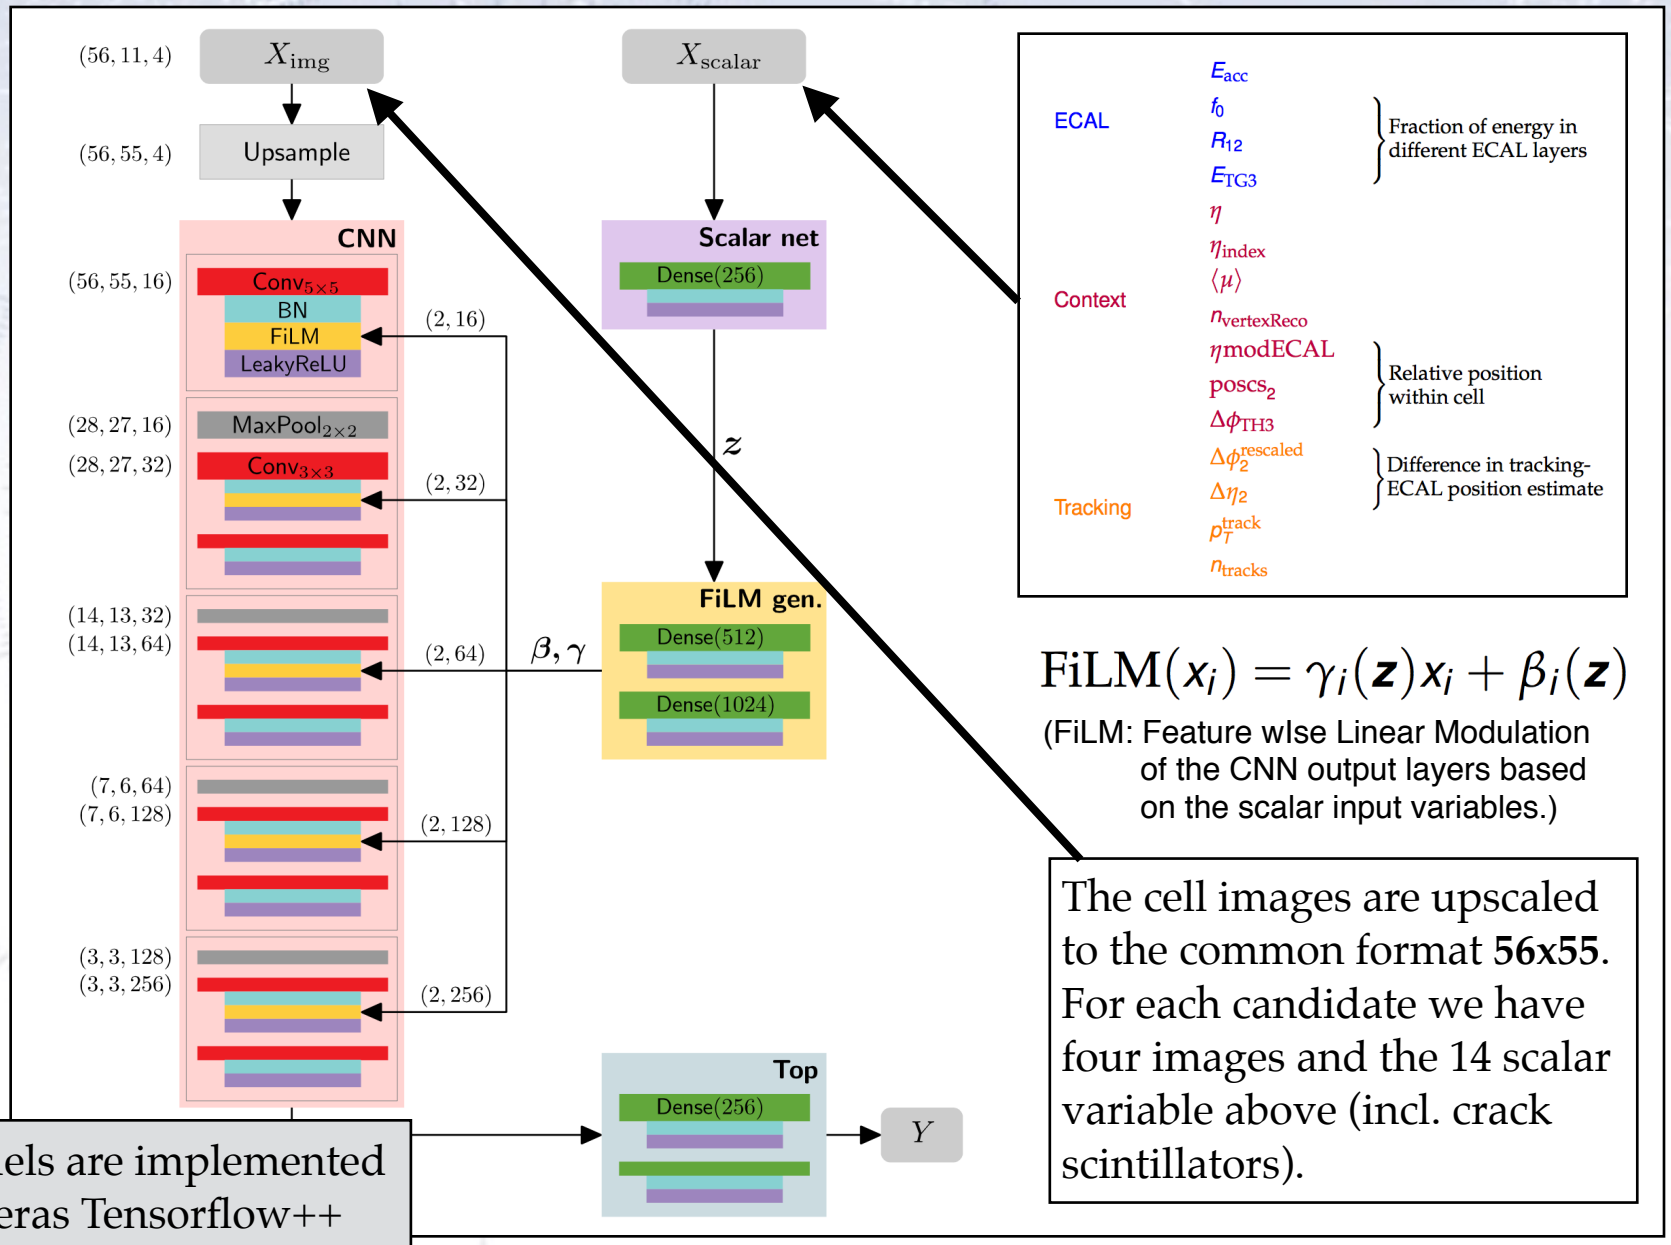 (56, 11, 4)
X_img
X_scalar
(56, 55, 4)
Upsample
CNN
(56, 55, 16)
Conv_5×5
BN
FiLM
LeakyReLU
(2, 16)
(28, 27, 16)
MaxPool_2×2
(28, 27, 32)
Conv_3×3
(2, 32)
(14, 13, 32)
(14, 13, 64)
(2, 64)
β, γ
(7, 6, 64)
(7, 6, 128)
(2, 128)
(3, 3, 128)
(3, 3, 256)
(2, 256)
Scalar net
Dense(256)
z
FiLM gen.
Dense(512)
Dense(1024)
Top
Dense(256)
Y
ECAL
E_acc
f_0
R_12
E_TG3
Fraction of energy in
different ECAL layers
Context
η
η_index
⟨μ⟩
n_vertexReco
ηmodECAL
poscs_2
Δϕ_TH3
Relative position
within cell
Tracking
Δϕ_2^rescaled
Δη_2
p_T^track
n_tracks
Difference in tracking-
ECAL position estimate
FiLM(x_i) = γ_i(z)x_i + β_i(z)
(FiLM: Feature wIse Linear Modulation
of the CNN output layers based
on the scalar input variables.)
The cell images are upscaled
to the common format 56x55.
For each candidate we have
four images and the 14 scalar
variable above (incl. crack
scintillators).
els are implemented
eras Tensorflow++